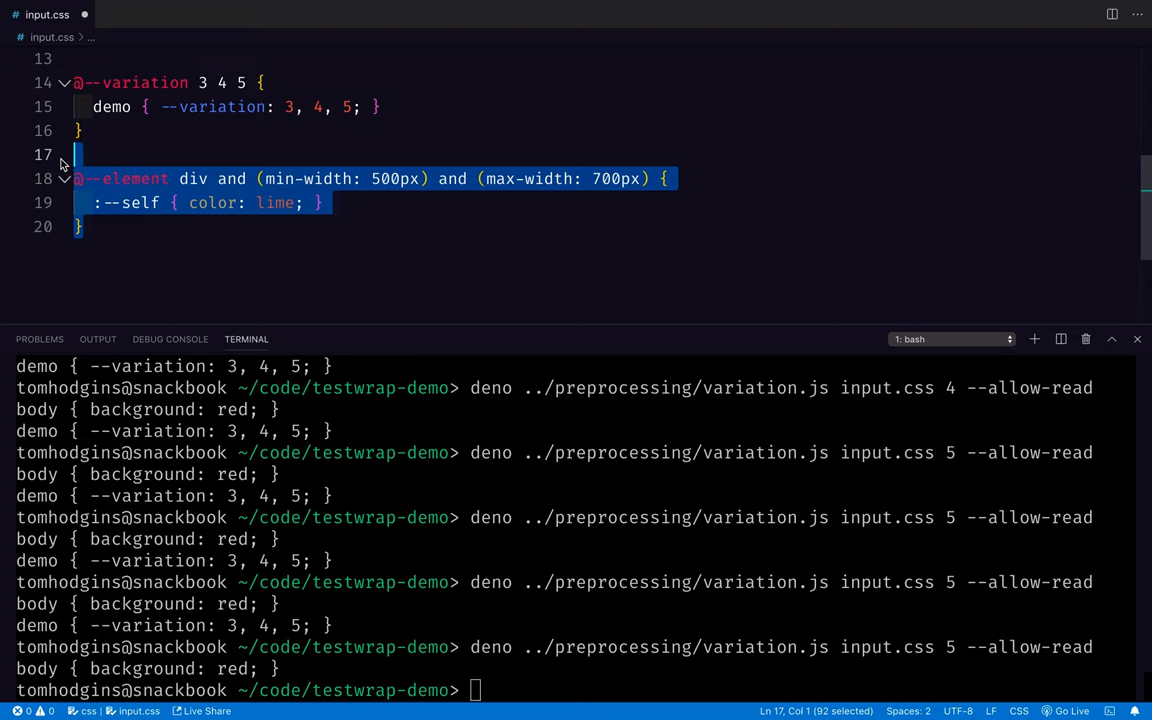 # input.css ●
# input.css > ...
13
14 @--variation 3 4 5 {
15 demo { --variation: 3, 4, 5; }
16 }
17
18 @--element div and (min-width: 500px) and (max-width: 700px) {
19 :--self { color: lime; }
20 }
PROBLEMS OUTPUT DEBUG CONSOLE TERMINAL 1: bash
demo { --variation: 3, 4, 5; }
tomhodgins@snackbook ~/code/testwrap-demo> deno ../preprocessing/variation.js input.css 4 --allow-read
body { background: red; }
demo { --variation: 3, 4, 5; }
tomhodgins@snackbook ~/code/testwrap-demo> deno ../preprocessing/variation.js input.css 5 --allow-read
body { background: red; }
demo { --variation: 3, 4, 5; }
tomhodgins@snackbook ~/code/testwrap-demo> deno ../preprocessing/variation.js input.css 5 --allow-read
body { background: red; }
demo { --variation: 3, 4, 5; }
tomhodgins@snackbook ~/code/testwrap-demo> deno ../preprocessing/variation.js input.css 5 --allow-read
body { background: red; }
demo { --variation: 3, 4, 5; }
tomhodgins@snackbook ~/code/testwrap-demo> deno ../preprocessing/variation.js input.css 5 --allow-read
body { background: red; }
tomhodgins@snackbook ~/code/testwrap-demo>
0 0 css input.css Live Share Ln 17, Col 1 (92 selected) Spaces: 2 UTF-8 LF CSS Go Live